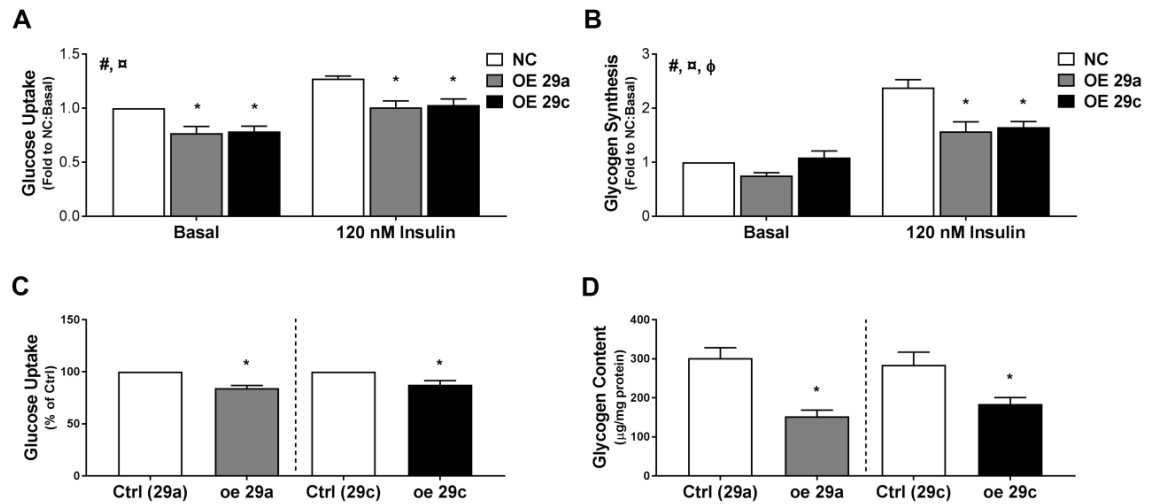 A
Glucose Uptake
(Fold to NC:Basal)
1.5
1.0
0.5
0.0
#, ¤
* * * *
Basal 120 nM Insulin
NC
OE 29a
OE 29c
B
Glycogen Synthesis
(Fold to NC:Basal)
3
2
1
0
#, ¤, ϕ
* *
Basal 120 nM Insulin
NC
OE 29a
OE 29c
C
Glucose Uptake
(% of Ctrl)
150
100
50
0
* *
Ctrl (29a) oe 29a Ctrl (29c) oe 29c
D
Glycogen Content
(µg/mg protein)
400
300
200
100
0
* *
Ctrl (29a) oe 29a Ctrl (29c) oe 29c